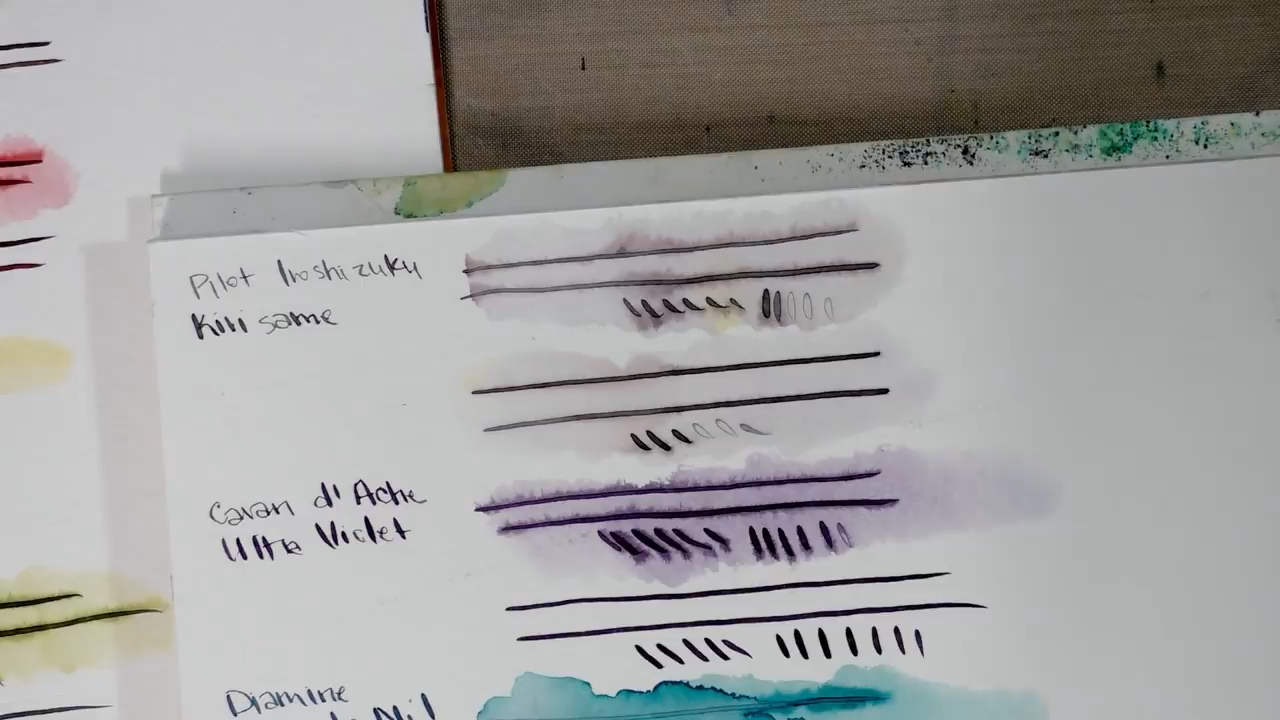 Pilot Iroshizuku
Kiri same
Caran d'Ache
Ultra Violet
Diamine